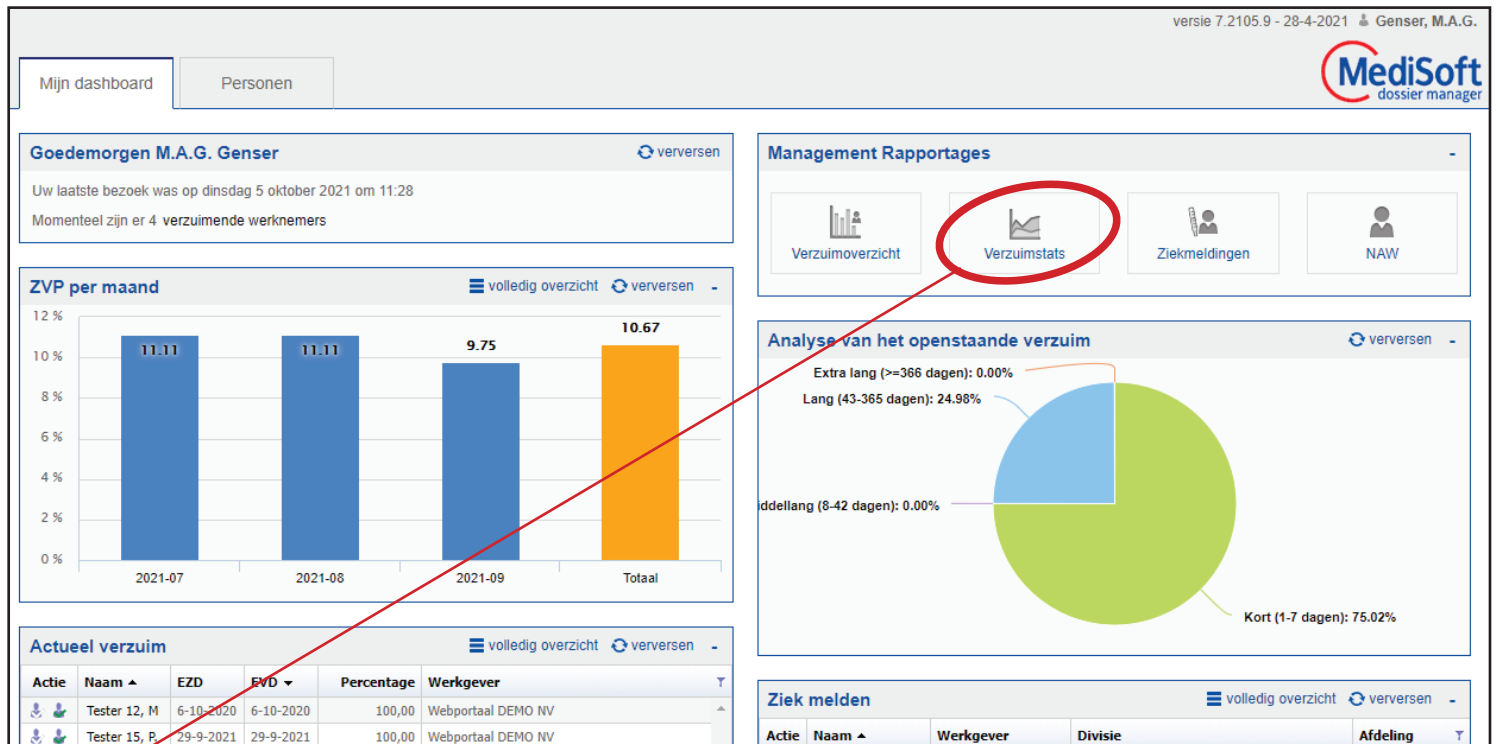 versie 7.2105.9 - 28-4-2021 Genser, M.A.G.
Mijn dashboard
Personen
MediSoft
dossier manager
Goedemorgen M.A.G. Genser
verversen
Uw laatste bezoek was op dinsdag 5 oktober 2021 om 11:28
Momenteel zijn er 4 verzuimende werknemers
ZVP per maand
volledig overzicht verversen -
12 %
10 %
8 %
6 %
4 %
2 %
0 %
11.11
11.11
9.75
10.67
2021-07
2021-08
2021-09
Totaal
Actueel verzuim
volledig overzicht verversen -
Actie Naam EZD EVD Percentage Werkgever
Tester 12, M 6-10-2020 6-10-2020 100,00 Webportaal DEMO NV
Tester 15, P. 29-9-2021 29-9-2021 100,00 Webportaal DEMO NV
Management Rapportages -
Verzuimoverzicht
Verzuimstats
Ziekmeldingen
NAW
Analyse van het openstaande verzuim
verversen -
Extra lang (>=366 dagen): 0.00%
Lang (43-365 dagen): 24.98%
iddellang (8-42 dagen): 0.00%
Kort (1-7 dagen): 75.02%
Ziek melden
volledig overzicht verversen -
Actie Naam Werkgever Divisie Afdeling